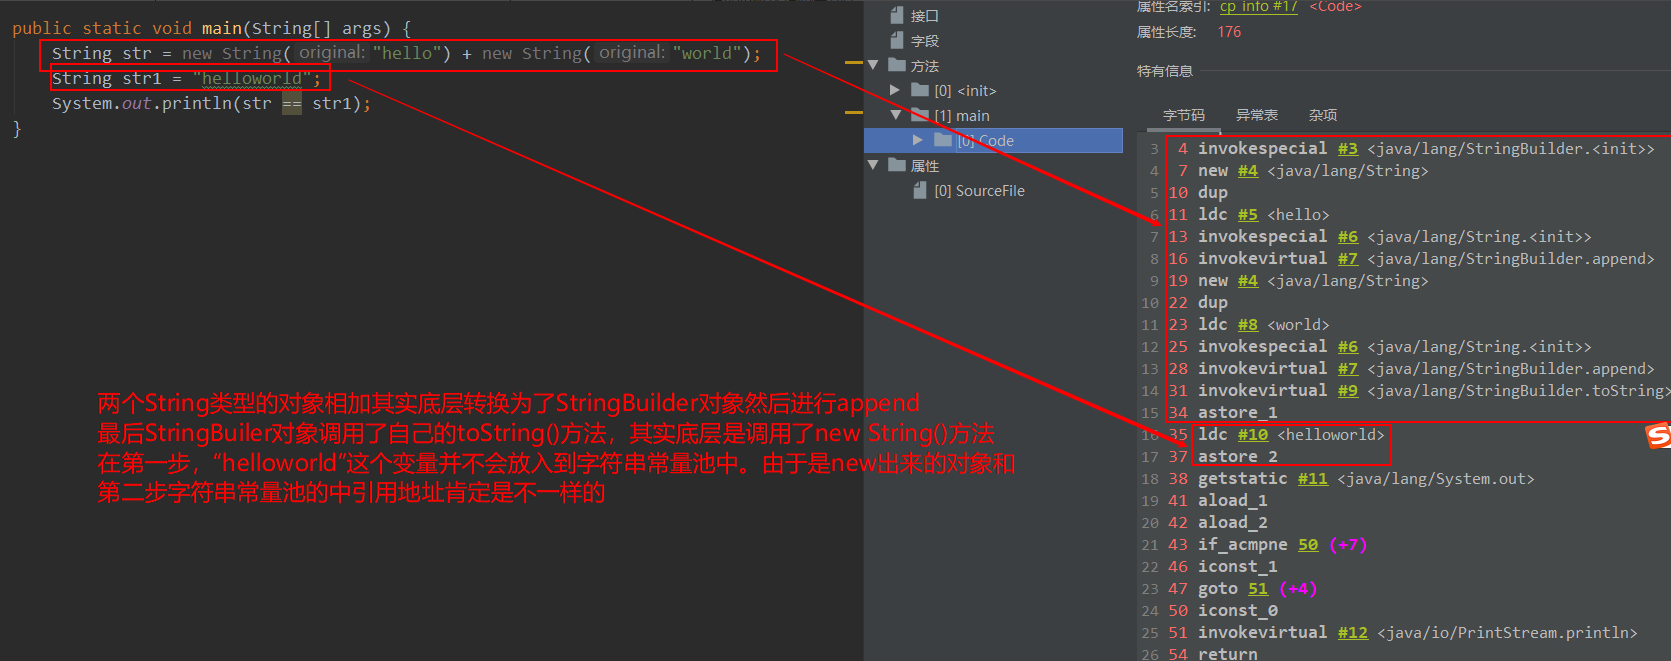 public static void main(String[] args) {
String str = new String( original: "hello") + new String( original: "world");
String str1 = "helloworld";
System.out.println(str == str1);
}
两个String类型的对象相加其实底层转换为了StringBuilder对象然后进行append
最后StringBuiler对象调用了自己的toString()方法，其实底层是调用了new String()方法
在第一步，“helloworld”这个变量并不会放入到字符串常量池中。由于是new出来的对象和
第二步字符串常量池的中引用地址肯定是不一样的
接口
字段
方法
[0] <init>
[1] main
[0] Code
属性
[0] SourceFile
属性名索引: cp info #17 <Code>
属性长度: 176
特有信息
字节码 异常表 杂项
3 4 invokespecial #3 <java/lang/StringBuilder.<init>>
4 7 new #4 <java/lang/String>
5 10 dup
6 11 ldc #5 <hello>
7 13 invokespecial #6 <java/lang/String.<init>>
8 16 invokevirtual #7 <java/lang/StringBuilder.append>
9 19 new #4 <java/lang/String>
10 22 dup
11 23 ldc #8 <world>
12 25 invokespecial #6 <java/lang/String.<init>>
13 28 invokevirtual #7 <java/lang/StringBuilder.append>
14 31 invokevirtual #9 <java/lang/StringBuilder.toString>
15 34 astore_1
16 35 ldc #10 <helloworld>
17 37 astore_2
18 38 getstatic #11 <java/lang/System.out>
19 41 aload_1
20 42 aload_2
21 43 if_acmpne 50 (+7)
22 46 iconst_1
23 47 goto 51 (+4)
24 50 iconst_0
25 51 invokevirtual #12 <java/io/PrintStream.println>
26 54 return